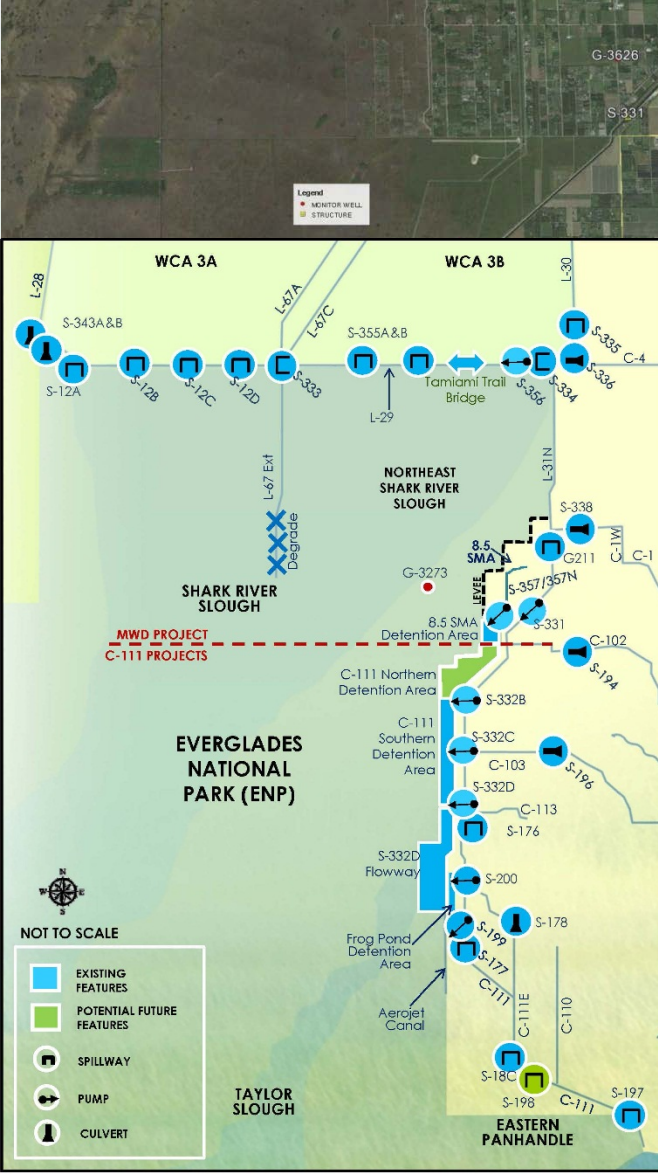 G-3626
S-331
Legend
MONITOR WELL
STRUCTURE
WCA 3A
WCA 3B
L-28
L-67A
L-67C
L-30
S-343A&B
S-355A&B
S-335
C-4
S-12A
S-12B
S-12C
S-12D
S-333
L-29
Tamiami Trail
Bridge
S-356
S-334
S-336
L-67 Ext
Degrade
NORTHEAST
SHARK RIVER
SLOUGH
L-31N
S-338
8.5
SMA
G211
C-1W
C-1
G-3273
SHARK RIVER
SLOUGH
LEVEE
S-357/357N
8.5 SMA
Detention Area
S-331
MWD PROJECT
C-111 PROJECTS
C-102
S-194
C-111 Northern
Detention Area
S-332B
C-111
Southern
Detention
Area
S-332C
C-103
S-196
EVERGLADES
NATIONAL
PARK (ENP)
S-332D
C-113
S-176
S-332D
Flowway
S-200
N
W
E
S
S-178
S-199
S-177
Frog Pond
Detention
Area
C-111
C-111E
C-110
Aerojet
Canal
NOT TO SCALE
EXISTING
FEATURES
POTENTIAL FUTURE
FEATURES
SPILLWAY
PUMP
CULVERT
TAYLOR
SLOUGH
S-18C
S-198
C-111
S-197
EASTERN
PANHANDLE